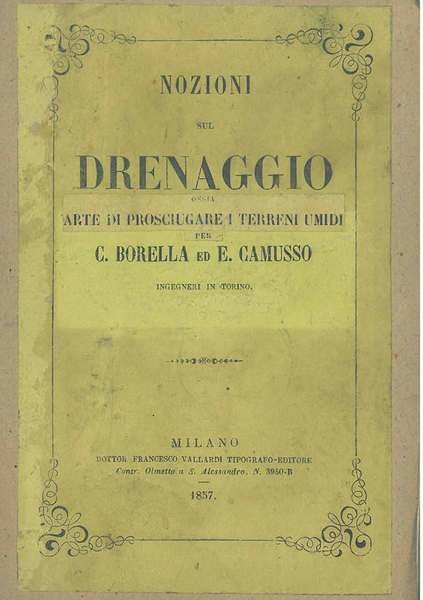 NOZIONI
SUL
DRENAGGIO
OSSIA
ARTE DI PROSCIUGARE I TERRENI UMIDI
PER
C. BORELLA ED E. CAMUSSO
INGEGNERI IN TORINO.
MILANO
DOTTOR FRANCESCO VALLARDI TIPOGRAFO-EDITORE
Contr. Olmetto a S. Alessandro, N. 3950-B
1857.